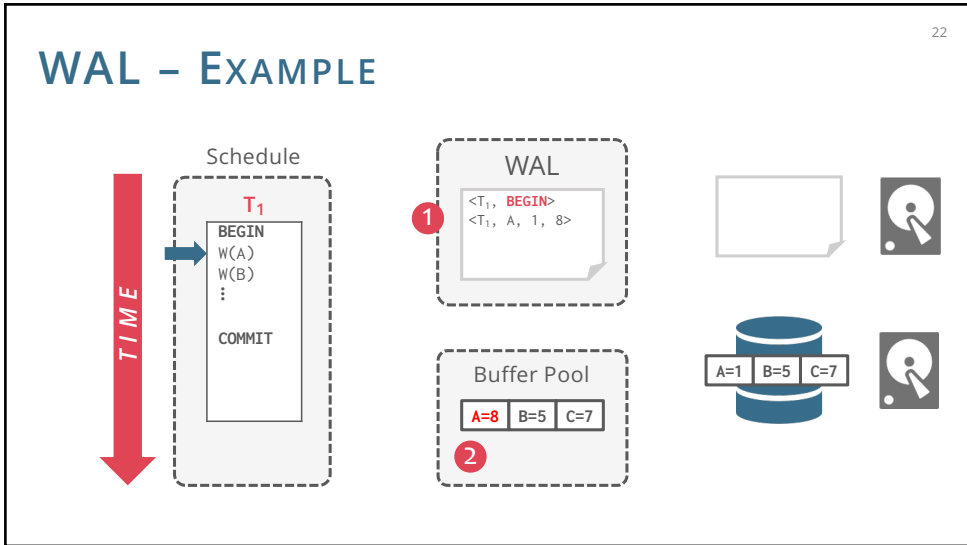 22
WAL – EXAMPLE
TIME
Schedule
T₁
BEGIN
W(A)
W(B)
⋮
COMMIT
WAL
1
<T₁, BEGIN>
<T₁, A, 1, 8>
Buffer Pool
A=8 B=5 C=7
2
A=1 B=5 C=7